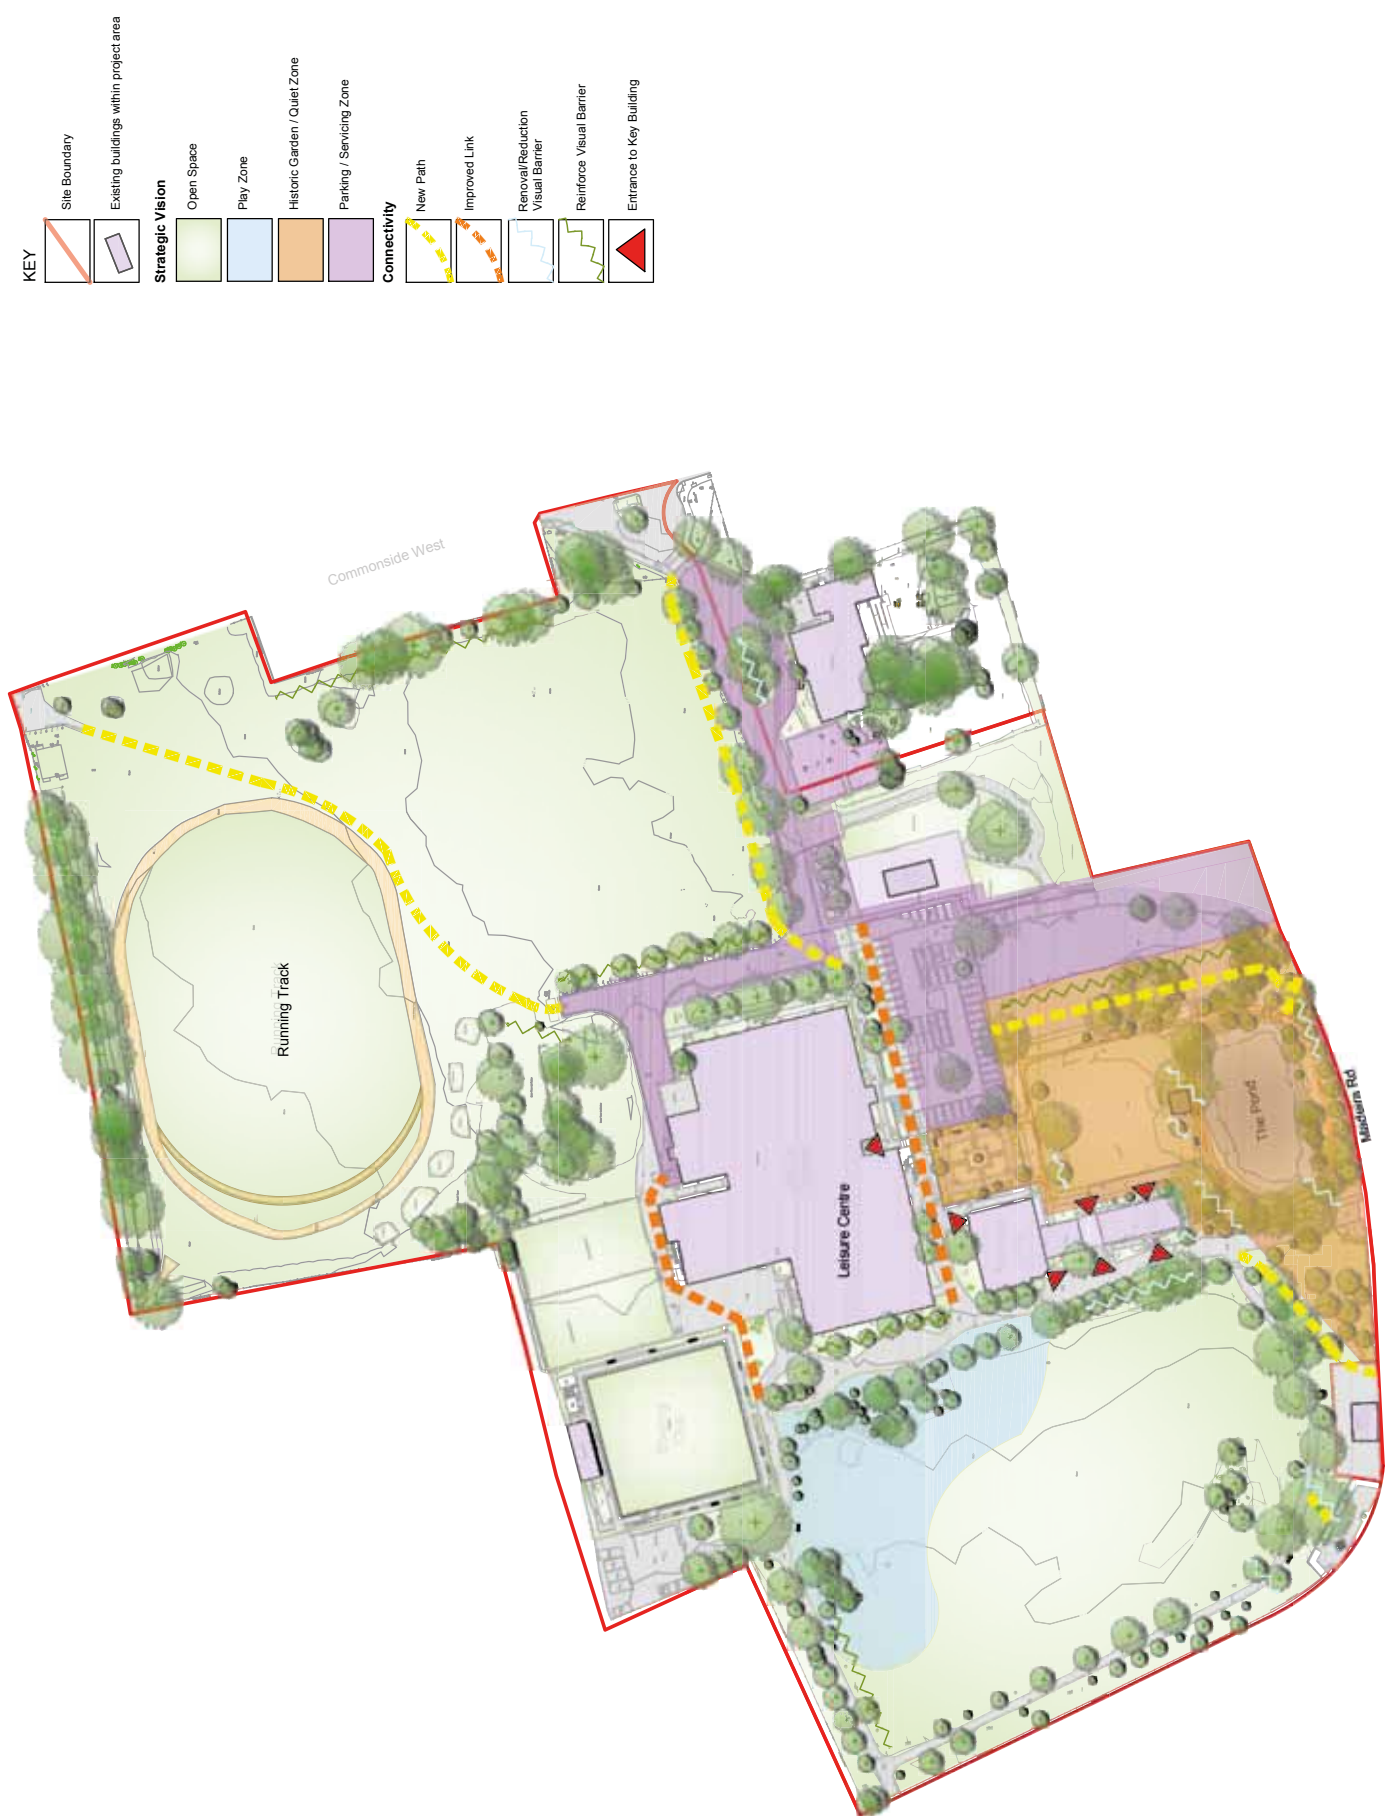 KEY
Site Boundary
Existing buildings within project area
Strategic Vision
Open Space
Play Zone
Historic Garden / Quiet Zone
Parking / Servicing Zone
Connectivity
New Path
Improved Link
Renoval/Reduction
Visual Barrier
Reinforce Visual Barrier
Entrance to Key Building
Commonside West
Running Track
Running Track
Leisure Centre
The Pond
Madeira Rd